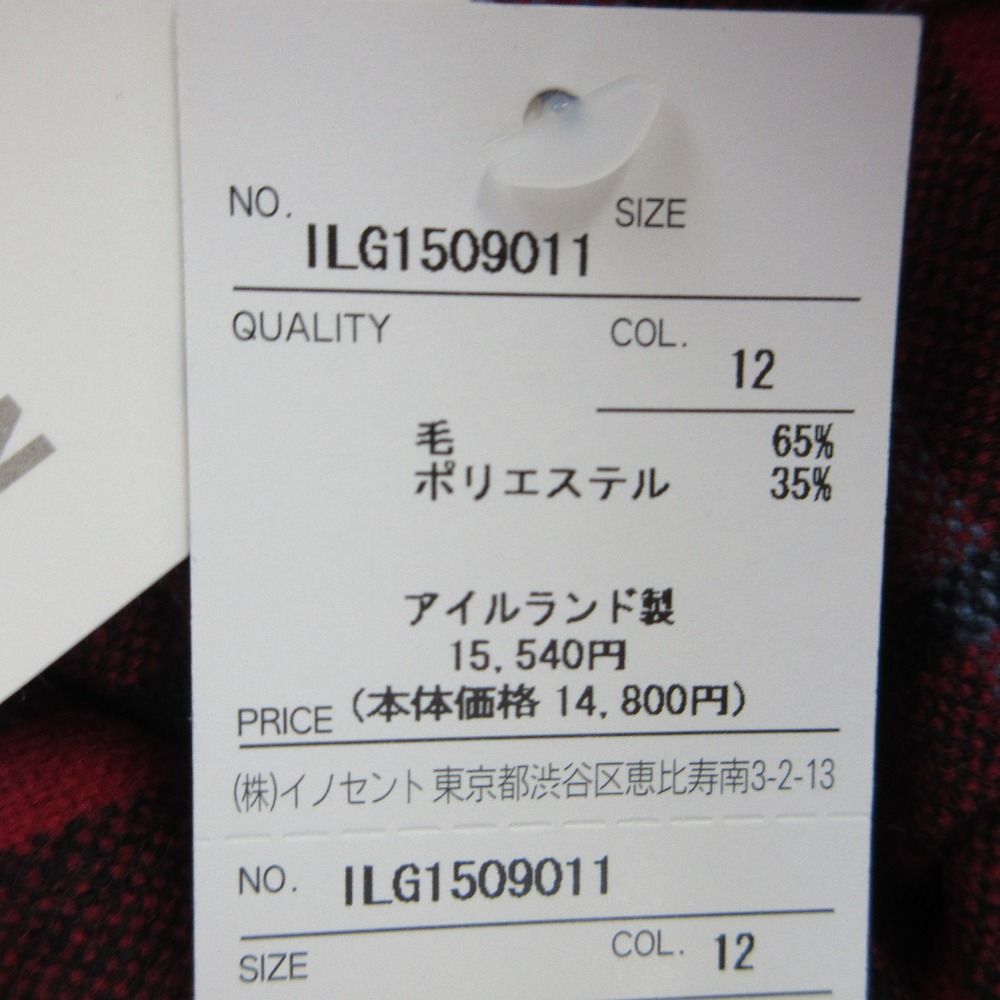 NO. SIZE
ILG1509011
QUALITY COL.
12
毛 65%
ポリエステル 35%
アイルランド製
15,540円
PRICE (本体価格 14,800円)
(株)イノセント 東京都渋谷区恵比寿南3-2-13
NO. ILG1509011
SIZE COL. 12